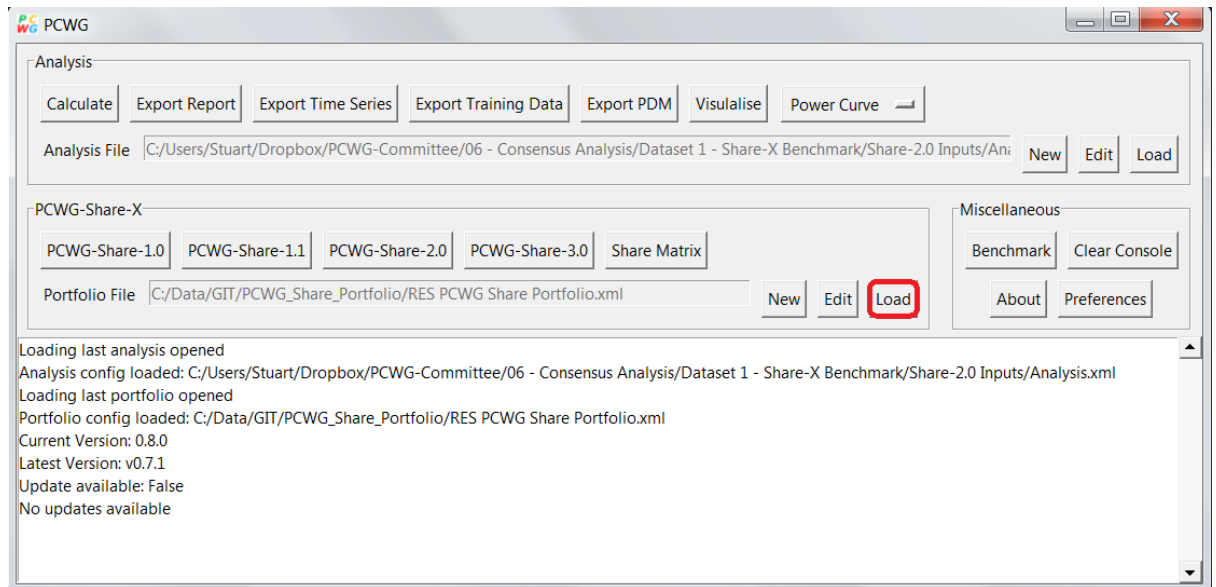 PCWG PCWG
Analysis
Calculate Export Report Export Time Series Export Training Data Export PDM Visulalise Power Curve
Analysis File C:/Users/Stuart/Dropbox/PCWG-Committee/06 - Consensus Analysis/Dataset 1 - Share-X Benchmark/Share-2.0 Inputs/Ana New Edit Load
PCWG-Share-X
PCWG-Share-1.0 PCWG-Share-1.1 PCWG-Share-2.0 PCWG-Share-3.0 Share Matrix
Portfolio File C:/Data/GIT/PCWG_Share_Portfolio/RES PCWG Share Portfolio.xml New Edit Load
Miscellaneous
Benchmark Clear Console
About Preferences
Loading last analysis opened
Analysis config loaded: C:/Users/Stuart/Dropbox/PCWG-Committee/06 - Consensus Analysis/Dataset 1 - Share-X Benchmark/Share-2.0 Inputs/Analysis.xml
Loading last portfolio opened
Portfolio config loaded: C:/Data/GIT/PCWG_Share_Portfolio/RES PCWG Share Portfolio.xml
Current Version: 0.8.0
Latest Version: v0.7.1
Update available: False
No updates available